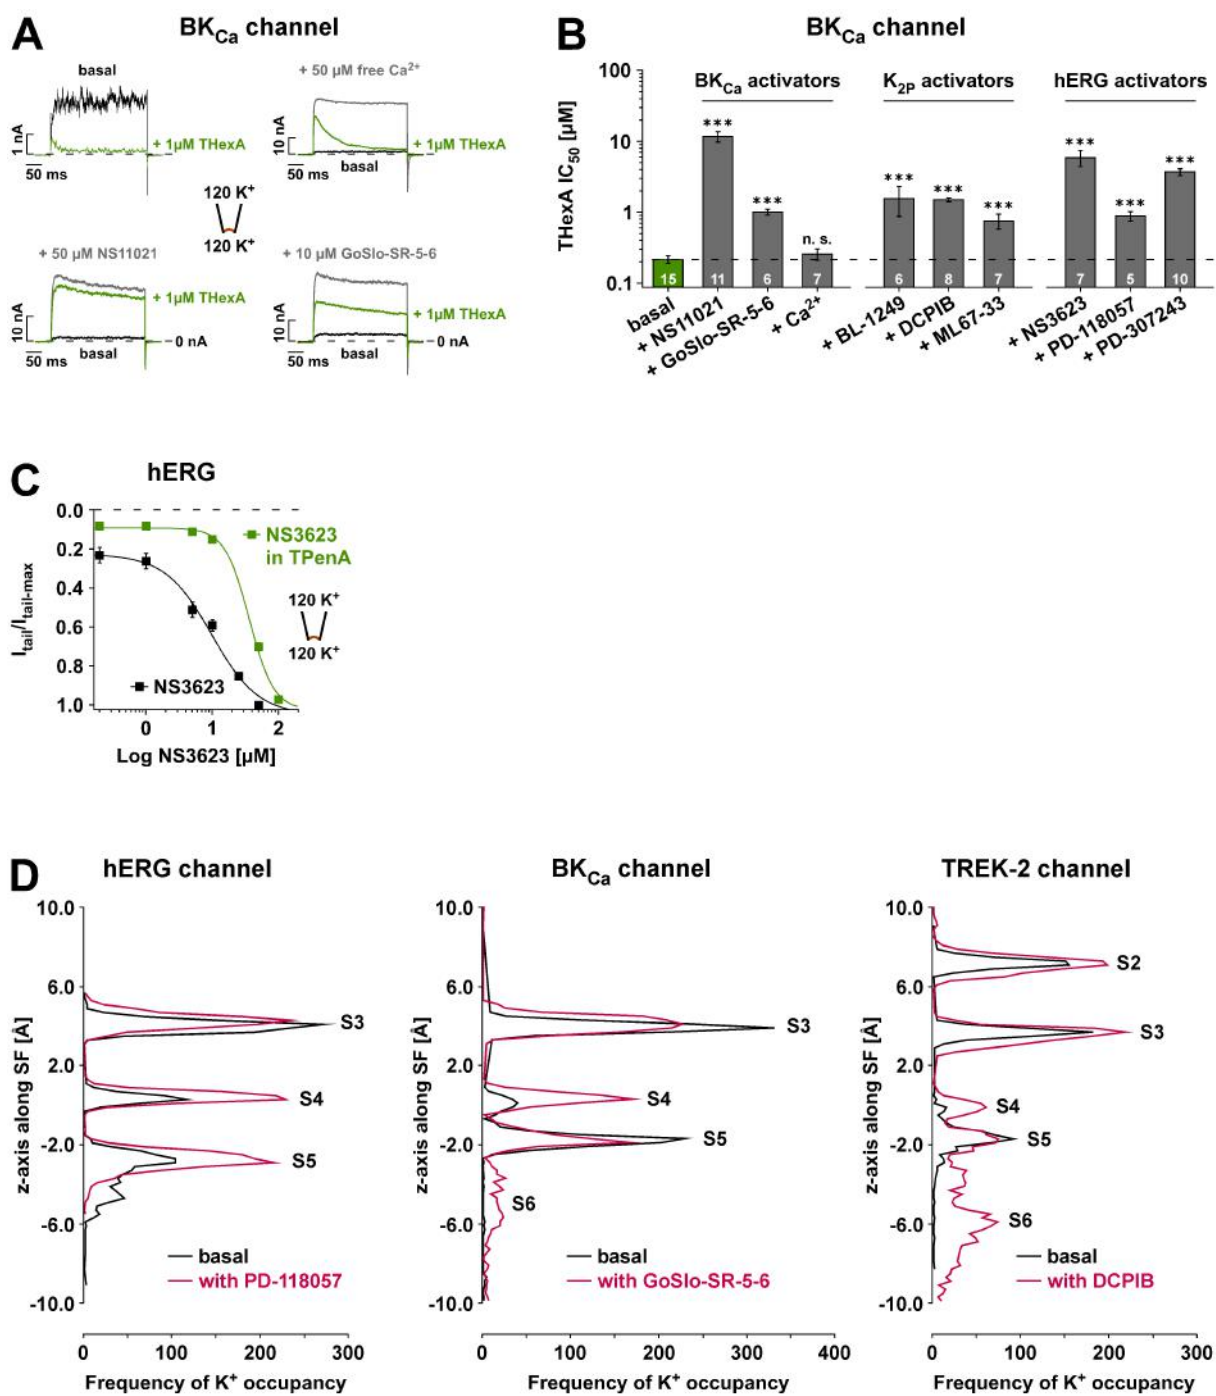 A
BK_Ca channel
basal
+ 1µM THexA
1 nA
50 ms
+ 50 µM free Ca²⁺
+ 1µM THexA
10 nA
basal
50 ms
120 K⁺
120 K⁺
+ 50 µM NS11021
+ 1µM THexA
10 nA
basal
0 nA
50 ms
+ 10 µM GoSlo-SR-5-6
+ 1µM THexA
10 nA
basal
0 nA
50 ms
B
BK_Ca channel
THexA IC₅₀ [µM]
100
10
1
0.1
BK_Ca activators
K₂P activators
hERG activators
***
***
n. s.
***
***
***
***
***
***
15
11
6
7
6
8
7
7
5
10
basal
+ NS11021
+ GoSlo-SR-5-6
+ Ca²⁺
+ BL-1249
+ DCPIB
+ ML67-33
+ NS3623
+ PD-118057
+ PD-307243
C
hERG
I_tail/I_tail-max
0.0
0.2
0.4
0.6
0.8
1.0
NS3623
in TPenA
120 K⁺
120 K⁺
NS3623
0
1
2
Log NS3623 [µM]
D
hERG channel
z-axis along SF [Å]
10.0
6.0
2.0
-2.0
-6.0
-10.0
S3
S4
S5
basal
with PD-118057
0
100
200
300
Frequency of K⁺ occupancy
BK_Ca channel
z-axis along SF [Å]
10.0
6.0
2.0
-2.0
-6.0
-10.0
S3
S4
S5
S6
basal
with GoSlo-SR-5-6
0
100
200
300
400
Frequency of K⁺ occupancy
TREK-2 channel
z-axis along SF [Å]
10.0
6.0
2.0
-2.0
-6.0
-10.0
S2
S3
S4
S5
S6
basal
with DCPIB
0
100
200
300
Frequency of K⁺ occupancy